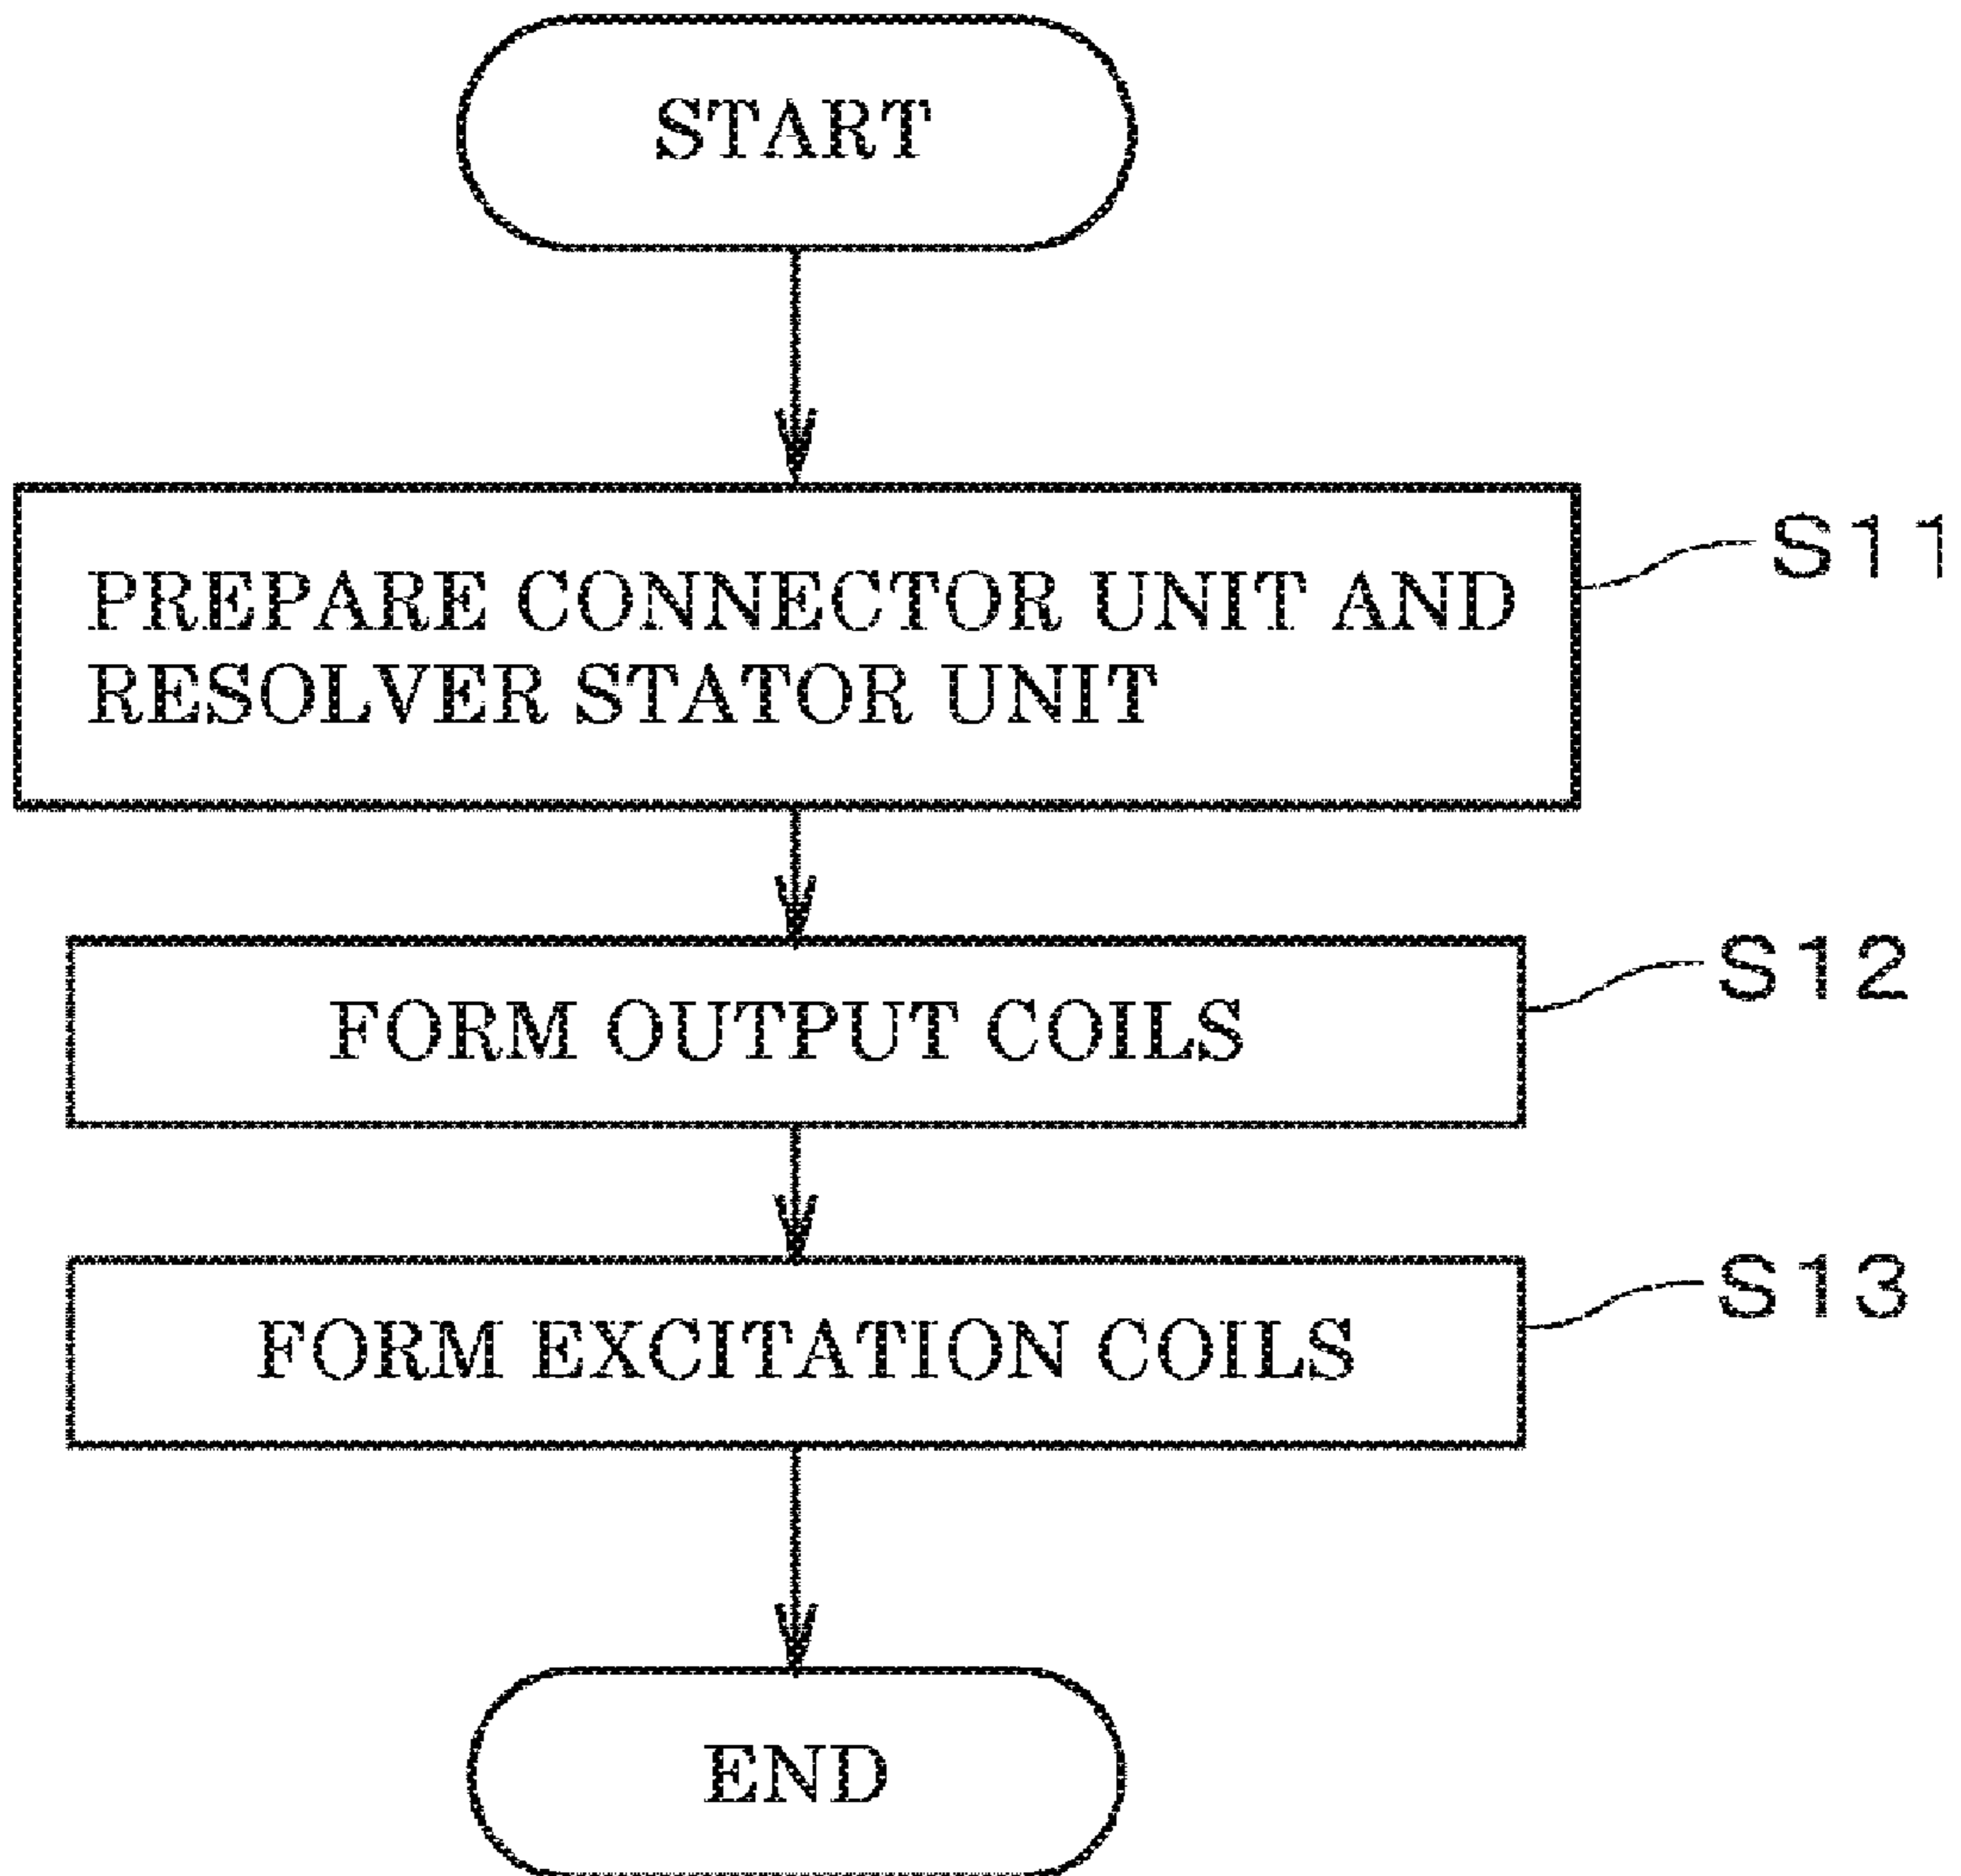 START
PREPARE CONNECTOR UNIT AND
RESOLVER STATOR UNIT
S11
FORM OUTPUT COILS
S12
FORM EXCITATION COILS
S13
END